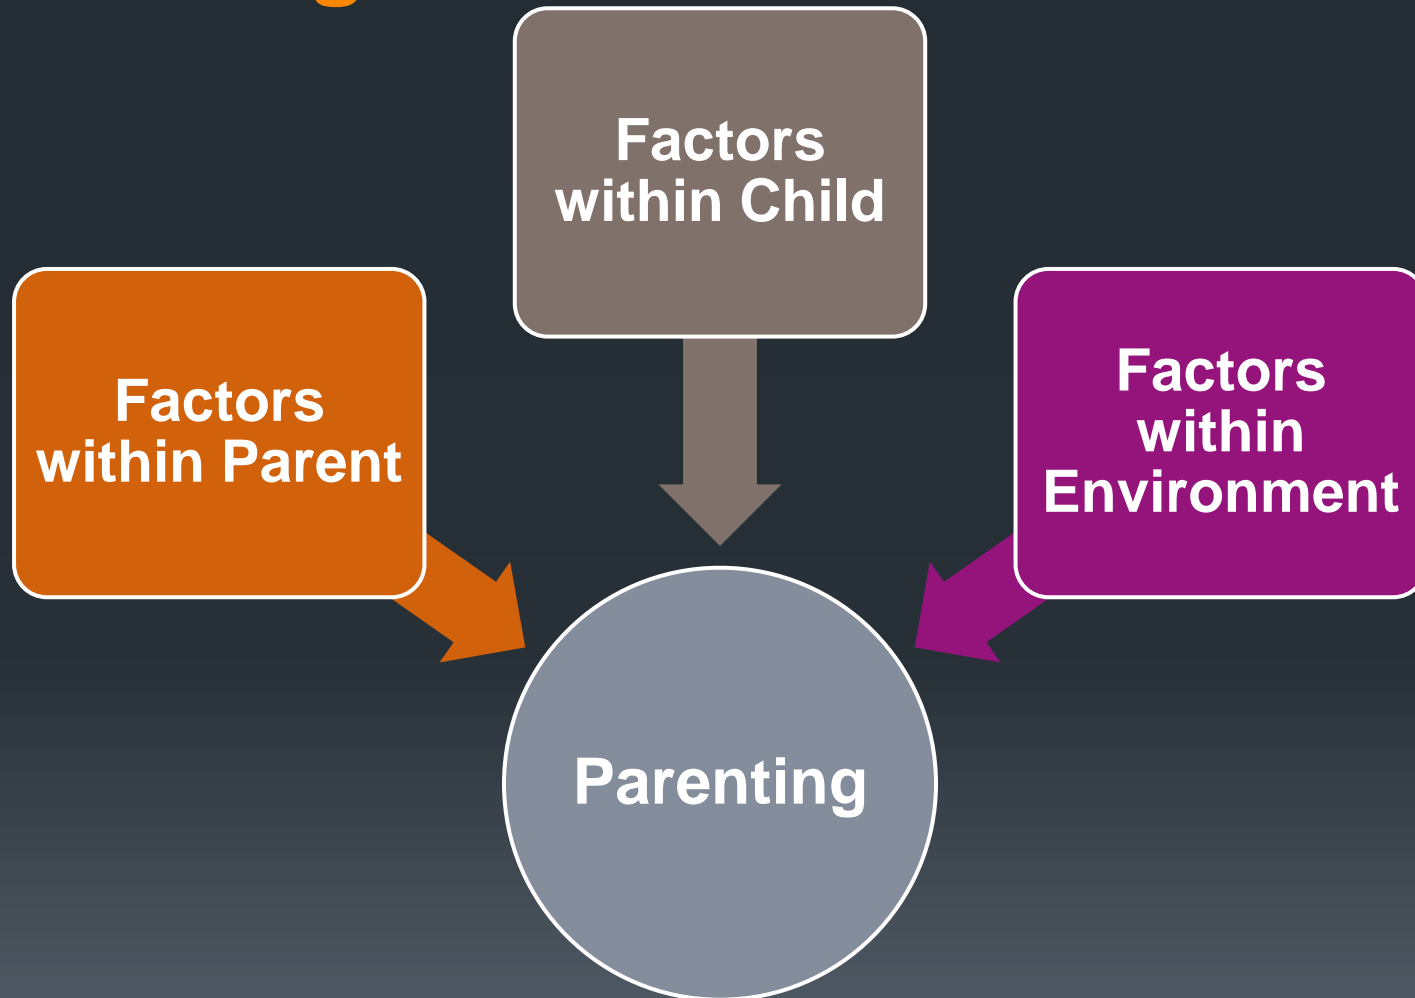 Factors
within Child
Factors
within Parent
Factors
within
Environment
Parenting